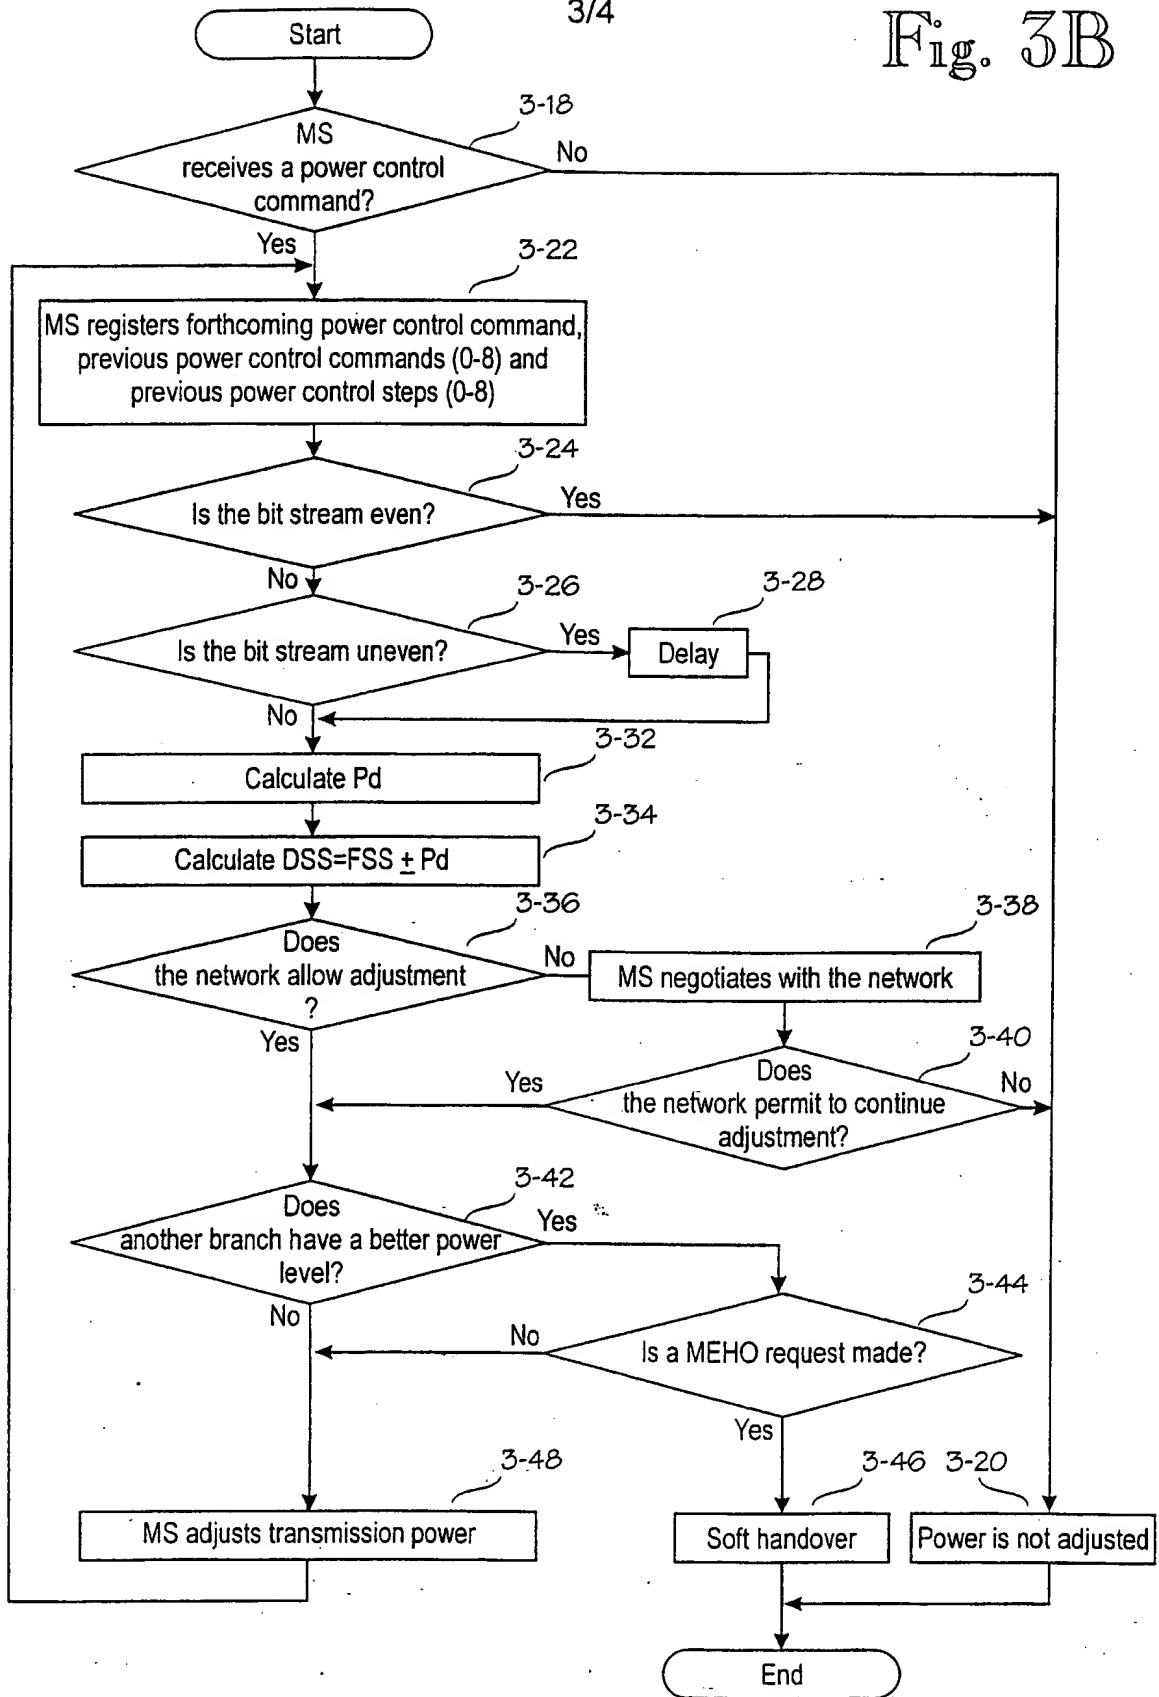 3/4
Fig. 3B
Start
3-18
MS
receives a power control
command?
No
Yes
3-22
MS registers forthcoming power control command,
previous power control commands (0-8) and
previous power control steps (0-8)
3-24
Is the bit stream even?
Yes
No
3-26
Is the bit stream uneven?
Yes
3-28
Delay
No
3-32
Calculate Pd
3-34
Calculate DSS=FSS ± Pd
3-36
Does
the network allow adjustment
?
No
3-38
MS negotiates with the network
Yes
3-40
Does
the network permit to continue
adjustment?
Yes
No
3-42
Does
another branch have a better power
level?
Yes
No
3-44
Is a MEHO request made?
No
Yes
3-48
MS adjusts transmission power
3-46
Soft handover
3-20
Power is not adjusted
End